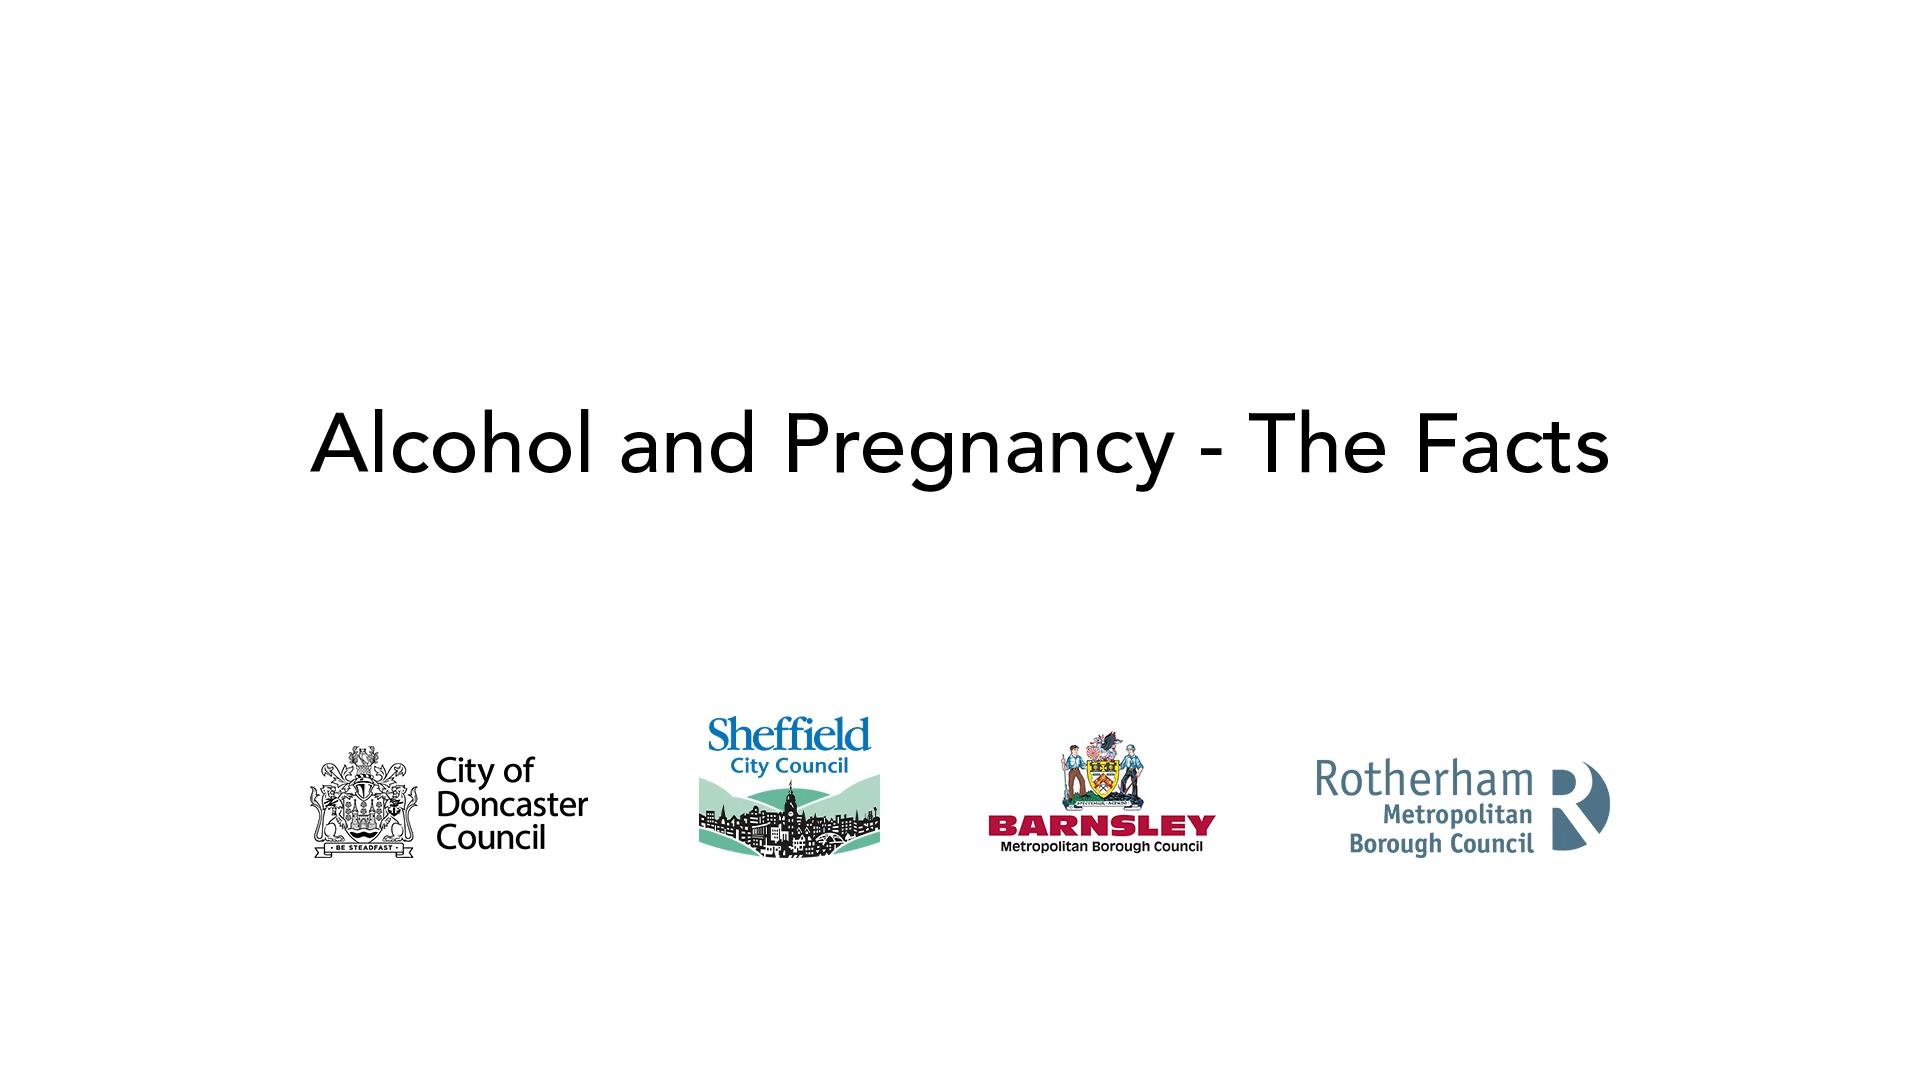 Alcohol and Pregnancy - The Facts
City of
Doncaster
Council
BE STEADFAST
Sheffield
City Council
BARNSLEY
Metropolitan Borough Council
Rotherham
Metropolitan
Borough Council